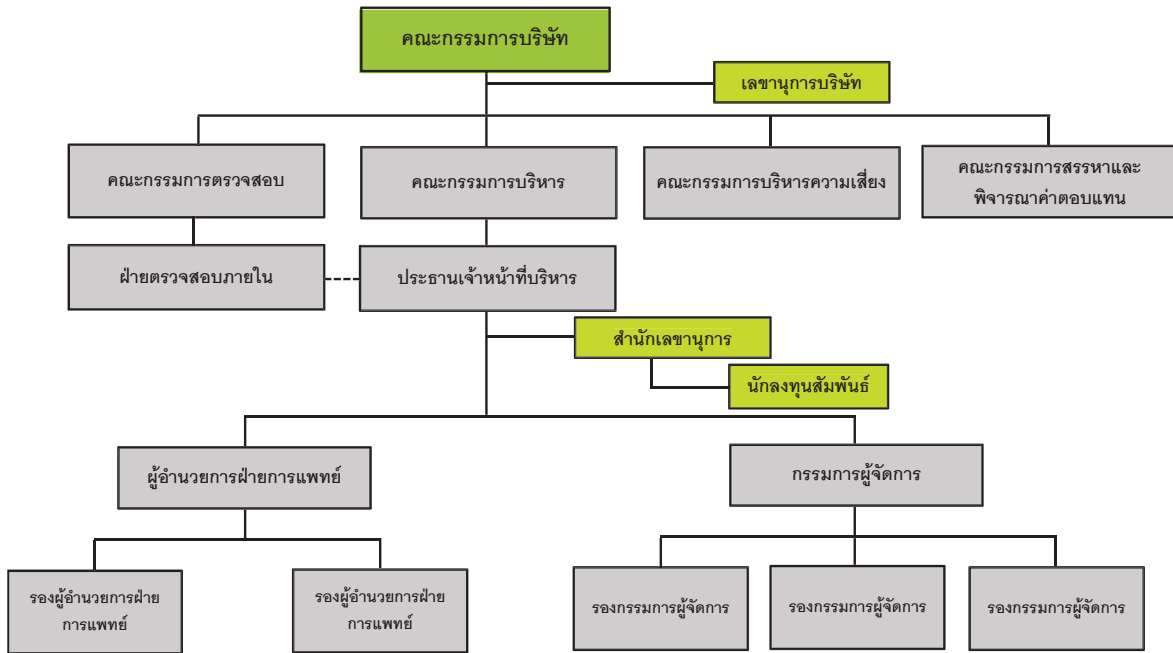 คณะกรรมการบริษัท
เลขานุการบริษัท
คณะกรรมการตรวจสอบ
คณะกรรมการบริหาร
คณะกรรมการบริหารความเสี่ยง
คณะกรรมการสรรหาและ
พิจารณาค่าตอบแทน
ฝ่ายตรวจสอบภายใน
ประธานเจ้าหน้าที่บริหาร
สำนักเลขานุการ
นักลงทุนสัมพันธ์
ผู้อำนวยการฝ่ายการแพทย์
กรรมการผู้จัดการ
รองผู้อำนวยการฝ่าย
การแพทย์
รองผู้อำนวยการฝ่าย
การแพทย์
รองกรรมการผู้จัดการ
รองกรรมการผู้จัดการ
รองกรรมการผู้จัดการ